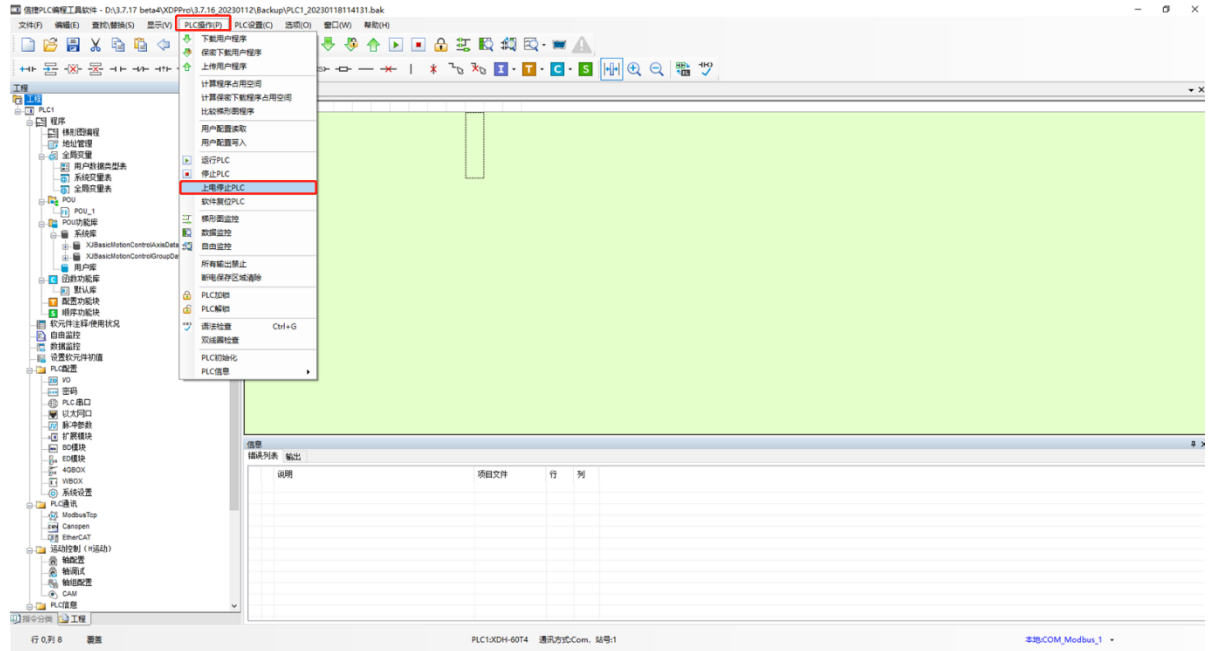 信捷PLC编程工具软件 - D:\3.7.17 beta4\XDPPro\3.7.16_20230112\Backup\PLC1_20230118114131.bak
文件(F) 编辑(E) 查找\替换(S) 显示(V) PLC操作(P) PLC设置(C) 选项(O) 窗口(W) 帮助(H)
下载用户程序
保密下载用户程序
上传用户程序
计算程序占用空间
计算保密下载程序占用空间
比较梯形图程序
用户配置读取
用户配置写入
运行PLC
停止PLC
上电停止PLC
软件复位PLC
梯形图监控
数据监控
自由监控
所有输出禁止
断电保存区域清除
PLC加锁
PLC解锁
语法检查 Ctrl+G
双线圈检查
PLC初始化
PLC信息
I T C S
工程
工程
PLC1
程序
梯形图编程
地址管理
全局变量
用户数据类型表
系统变量表
全局变量表
POU
POU_1
POU功能库
系统库
XJBasicMotionControlAxisData
XJBasicMotionControlGroupDa
用户库
函数功能库
默认库
配置功能块
顺序功能块
软元件注释/使用状况
自由监控
数据监控
设置软元件初值
PLC配置
I/O
密码
PLC 串口
以太网口
脉冲参数
扩展模块
BD模块
ED模块
4GBOX
WBOX
系统设置
PLC通讯
ModbusTcp
Canopen
EtherCAT
运动控制(H运动)
轴配置
轴调试
轴组配置
CAM
PLC信息
指令分类 工程
信息
错误列表 输出
说明 项目文件 行 列
行 0,列 8 覆盖 PLC1:XDH-60T4 通讯方式:Com, 站号:1 本地:COM_Modbus_1